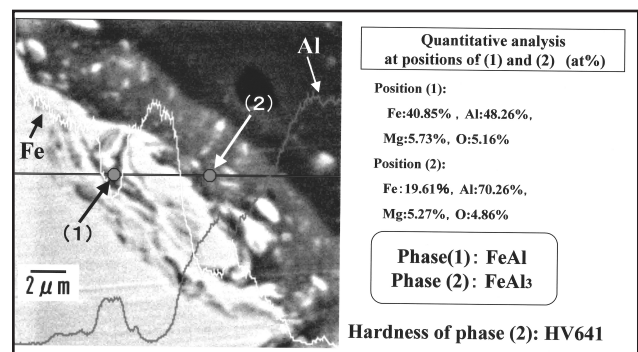 Al
(2)
Fe
(1)
2μm
Quantitative analysis
at positions of (1) and (2) (at%)
Position (1):
Fe:40.85% , Al:48.26%,
Mg:5.73%, O:5.16%
Position (2):
Fe:19.61%, Al:70.26%,
Mg:5.27%, O:4.86%
Phase(1): FeAl
Phase (2): FeAl₃
Hardness of phase (2): HV641